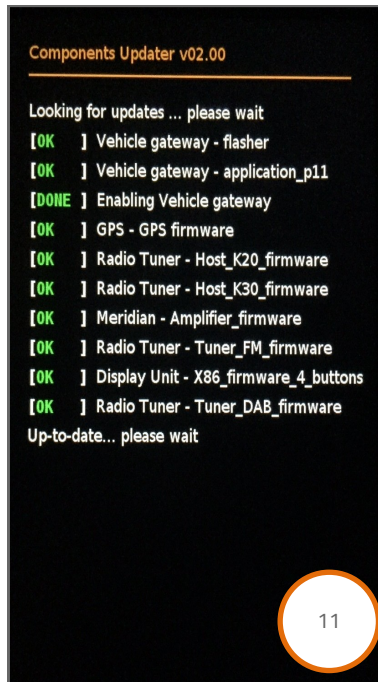 Components Updater v02.00
Looking for updates ... please wait
[OK ] Vehicle gateway - flasher
[OK ] Vehicle gateway - application_p11
[DONE ] Enabling Vehicle gateway
[OK ] GPS - GPS firmware
[OK ] Radio Tuner - Host_K20_firmware
[OK ] Radio Tuner - Host_K30_firmware
[OK ] Meridian - Amplifier_firmware
[OK ] Radio Tuner - Tuner_FM_firmware
[OK ] Display Unit - X86_firmware_4_buttons
[OK ] Radio Tuner - Tuner_DAB_firmware
Up-to-date... please wait
11